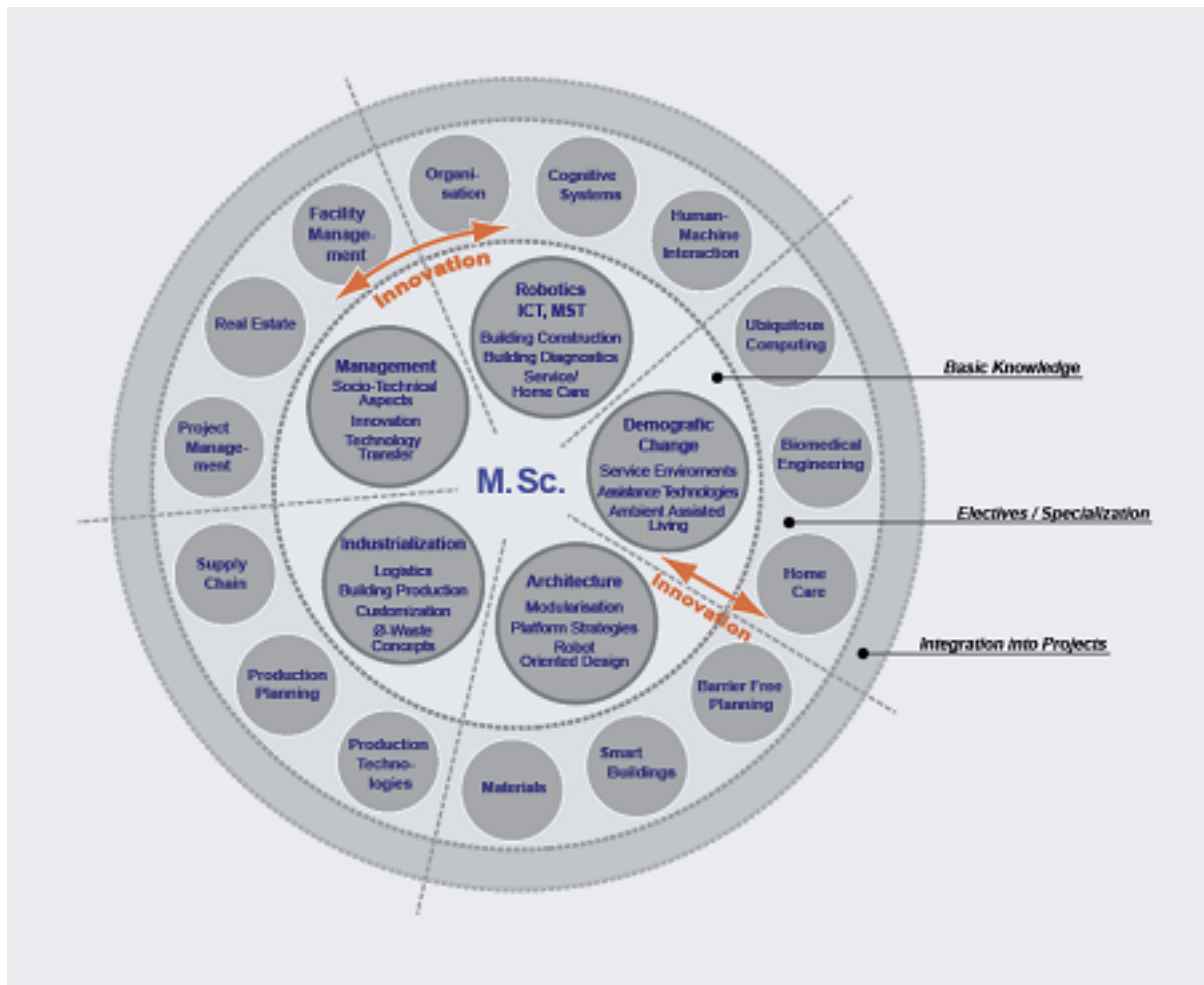 Organi-
sation
Cognitive
Systems
Human-
Machine
Interaction
Facility
Manage-
ment
Innovation
Real Estate
Ubiquitous
Computing
Robotics
ICT, MST
Building Construction
Building Diagnostics
Service/
Home Care
Management
Socio-Technical
Aspects
Innovation
Technology
Transfer
Basic Knowledge
Project
Manage-
ment
Demografic
Change
Service Enviroments
Assistance Technologies
Ambient Assisted
Living
Biomedical
Engineering
M. Sc.
Electives / Specialization
Supply
Chain
Industrialization
Logistics
Building Production
Customization
Ø-Waste
Concepts
Architecture
Modularisation
Platform Strategies
Robot
Oriented Design
Innovation
Home
Care
Integration into Projects
Production
Planning
Barrier Free
Planning
Production
Techno-
logies
Materials
Smart
Buildings